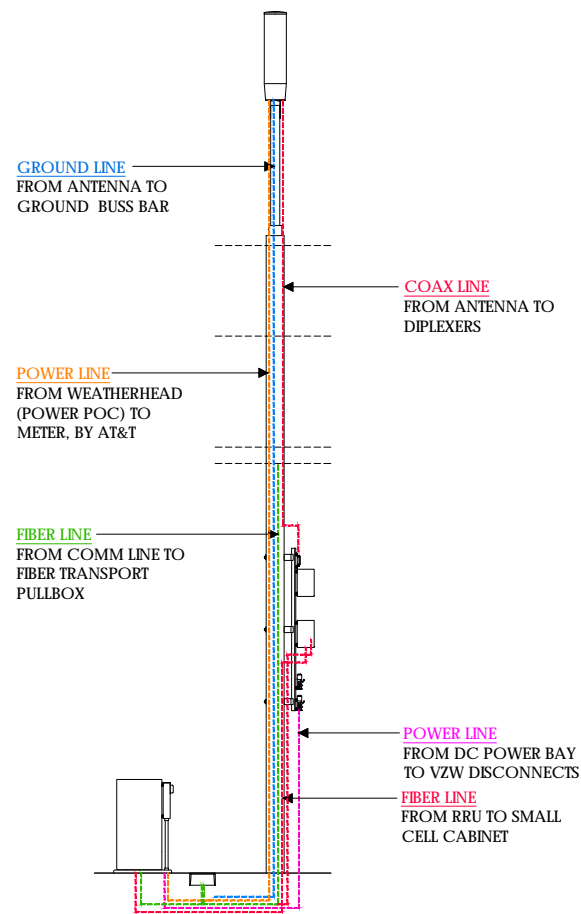 GROUND LINE
FROM ANTENNA TO
GROUND BUSS BAR
COAX LINE
FROM ANTENNA TO
DIPLEXERS
POWER LINE
FROM WEATHERHEAD
(POWER POC) TO
METER, BY AT&T
FIBER LINE
FROM COMM LINE TO
FIBER TRANSPORT
PULLBOX
POWER LINE
FROM DC POWER BAY
TO VZW DISCONNECTS
FIBER LINE
FROM RRU TO SMALL
CELL CABINET